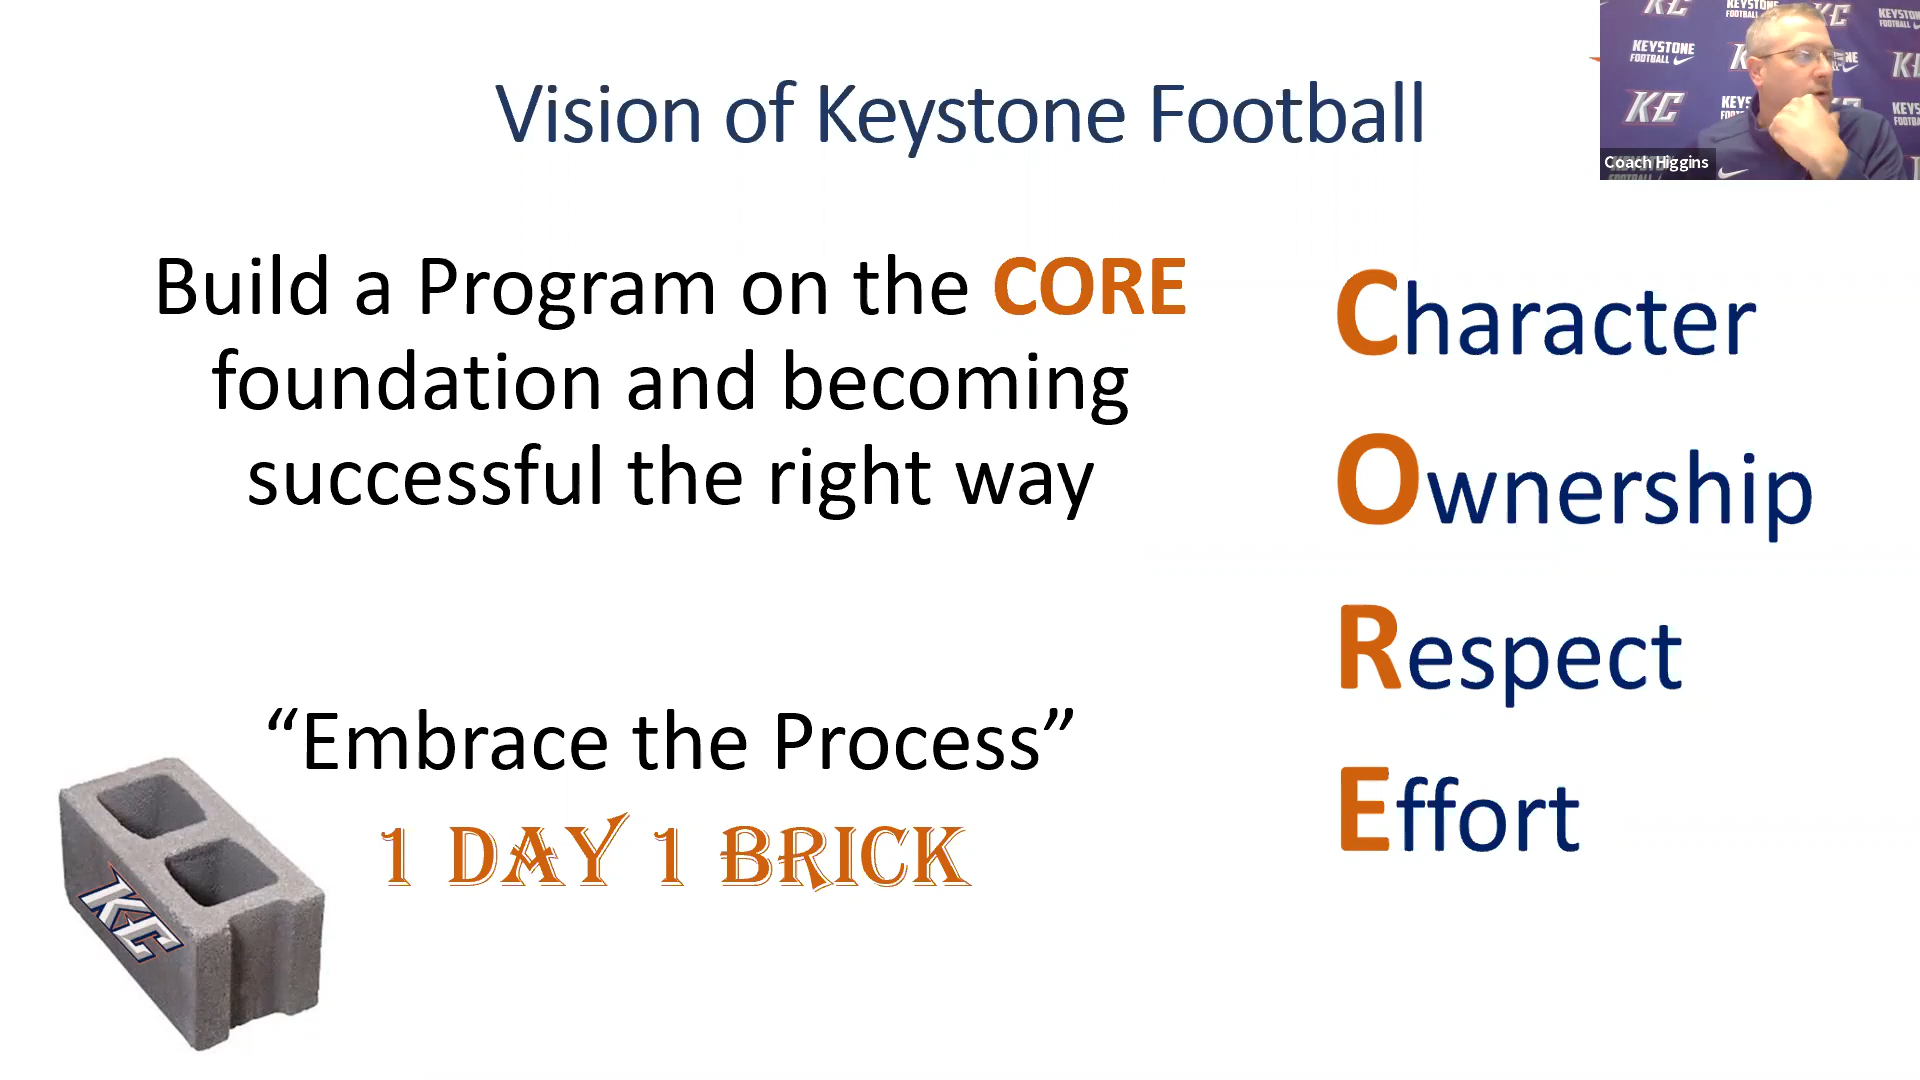 Vision of Keystone Football
Build a Program on the CORE
foundation and becoming
successful the right way
“Embrace the Process”
1 DAY 1 BRICK
KC
Character
Ownership
Respect
Effort
KEYSTONE
FOOTBALL
KC
Coach Higgins